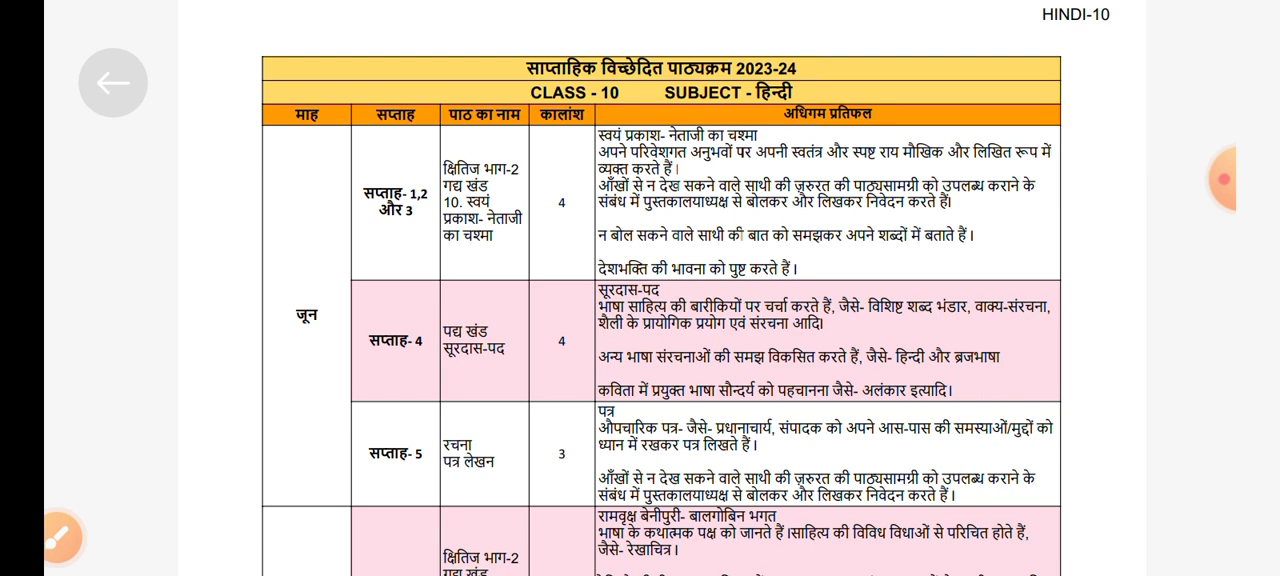 HINDI-10
साप्ताहिक विच्छेदित पाठ्यक्रम 2023-24
CLASS - 10 SUBJECT - हिन्दी
माह सप्ताह पाठ का नाम कालांश अधिगम प्रतिफल
जून
सप्ताह- 1,2
और 3
क्षितिज भाग-2
गद्य खंड
10. स्वयं
प्रकाश- नेताजी
का चश्मा
4
स्वयं प्रकाश- नेताजी का चश्मा
अपने परिवेशगत अनुभवों पर अपनी स्वतंत्र और स्पष्ट राय मौखिक और लिखित रूप में
व्यक्त करते हैं।
आँखों से न देख सकने वाले साथी की ज़रुरत की पाठ्यसामग्री को उपलब्ध कराने के
संबंध में पुस्तकालयाध्यक्ष से बोलकर और लिखकर निवेदन करते हैं।
न बोल सकने वाले साथी की बात को समझकर अपने शब्दों में बताते हैं।
देशभक्ति की भावना को पुष्ट करते हैं।
सप्ताह- 4
पद्य खंड
सूरदास-पद
4
सूरदास-पद
भाषा साहित्य की बारीकियों पर चर्चा करते हैं, जैसे- विशिष्ट शब्द भंडार, वाक्य-संरचना,
शैली के प्रायोगिक प्रयोग एवं संरचना आदि।
अन्य भाषा संरचनाओं की समझ विकसित करते हैं, जैसे- हिन्दी और ब्रजभाषा
कविता में प्रयुक्त भाषा सौन्दर्य को पहचानना जैसे- अलंकार इत्यादि।
सप्ताह- 5
रचना
पत्र लेखन
3
पत्र
औपचारिक पत्र- जैसे- प्रधानाचार्य, संपादक को अपने आस-पास की समस्याओं/मुद्दों को
ध्यान में रखकर पत्र लिखते हैं।
आँखों से न देख सकने वाले साथी की ज़रुरत की पाठ्यसामग्री को उपलब्ध कराने के
संबंध में पुस्तकालयाध्यक्ष से बोलकर और लिखकर निवेदन करते हैं।
क्षितिज भाग-2
गद्य खंड
रामवृक्ष बेनीपुरी- बालगोबिन भगत
भाषा के कथात्मक पक्ष को जानते हैं।साहित्य की विविध विधाओं से परिचित होते हैं,
जैसे- रेखाचित्र।